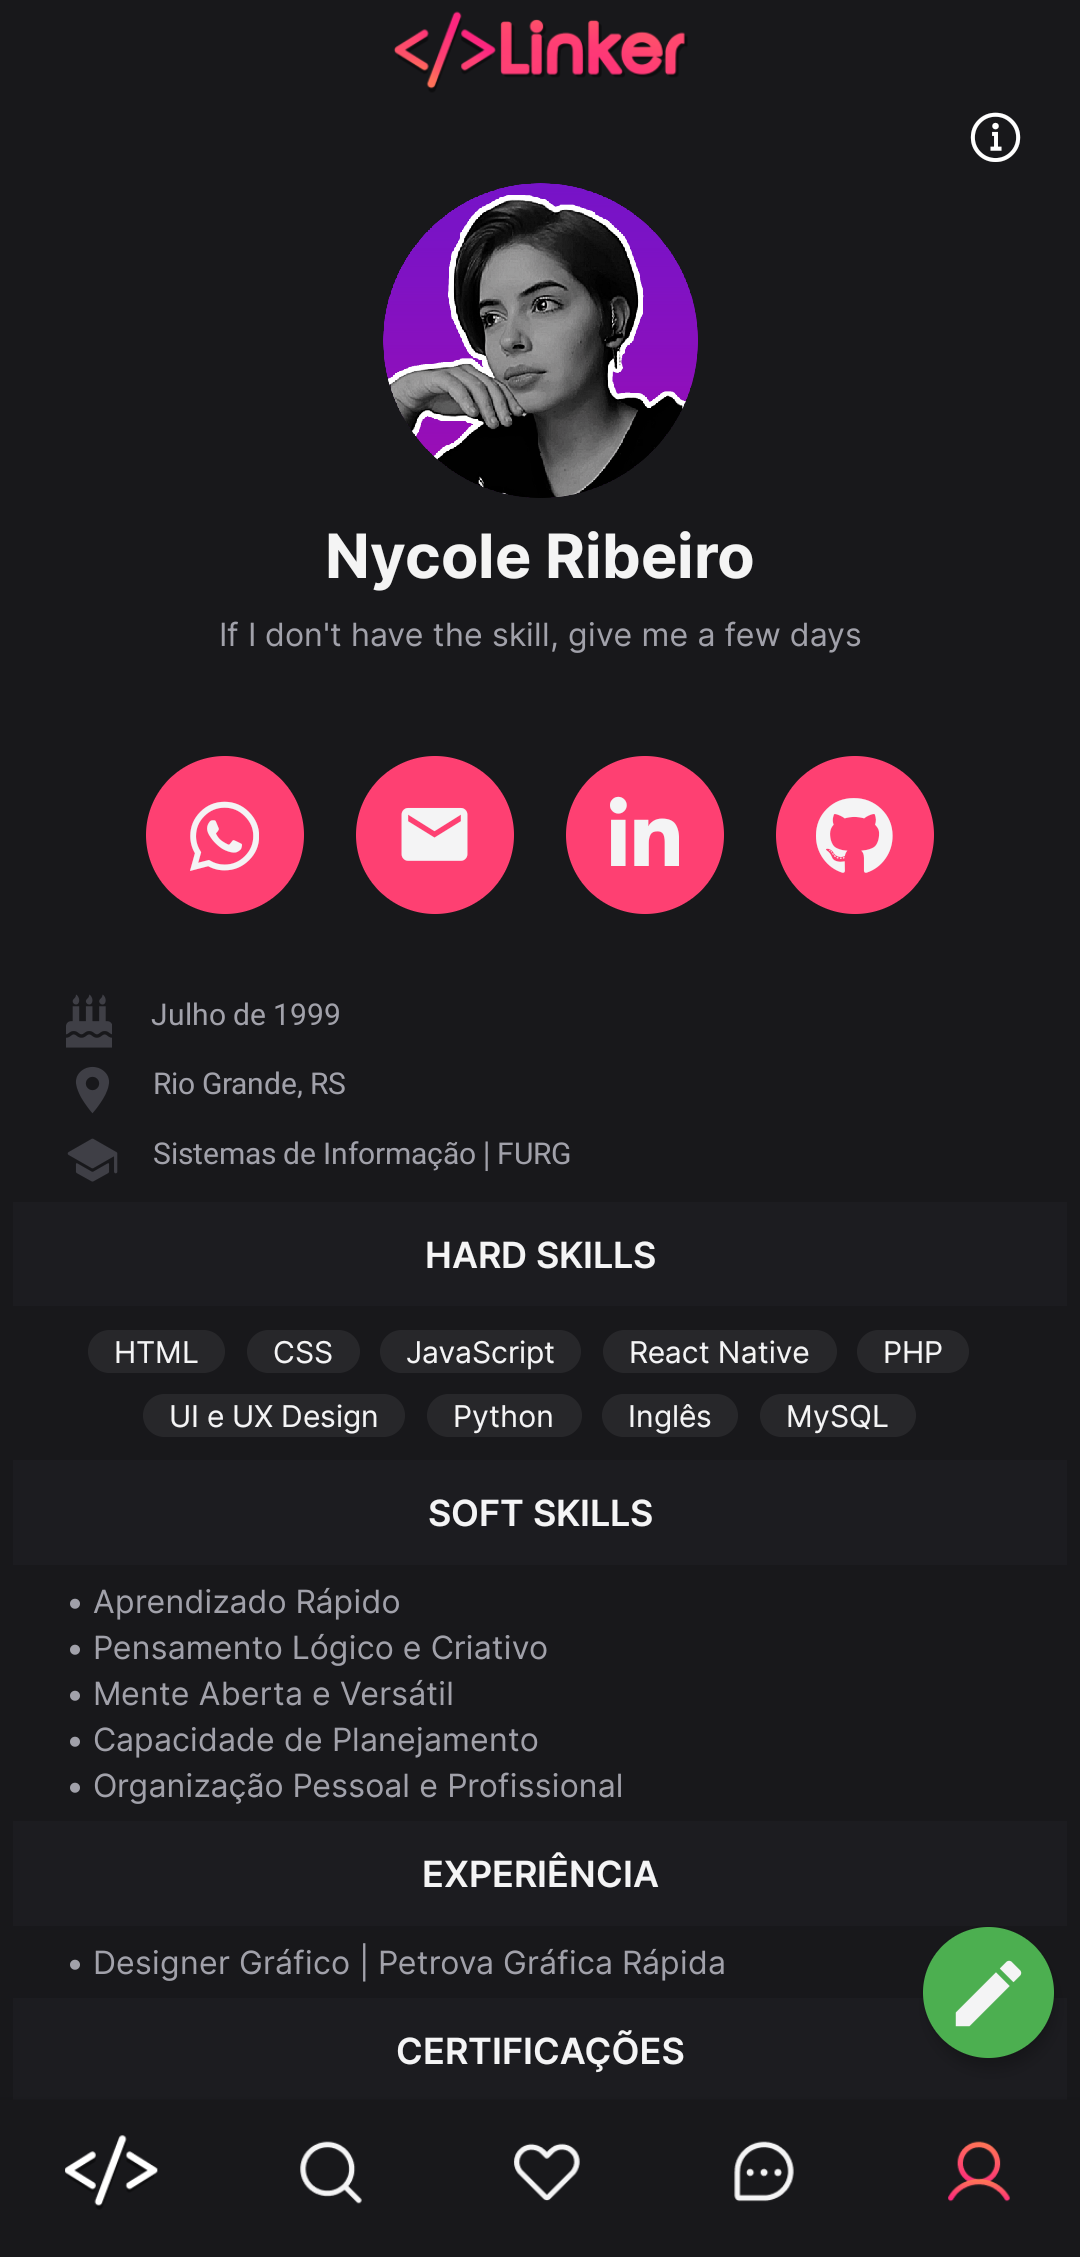 </>Linker
Nycole Ribeiro
If I don't have the skill, give me a few days
in
Julho de 1999
Rio Grande, RS
Sistemas de Informação | FURG
HARD SKILLS
HTML CSS JavaScript React Native PHP
UI e UX Design Python Inglês MySQL
SOFT SKILLS
• Aprendizado Rápido
• Pensamento Lógico e Criativo
• Mente Aberta e Versátil
• Capacidade de Planejamento
• Organização Pessoal e Profissional
EXPERIÊNCIA
• Designer Gráfico | Petrova Gráfica Rápida
CERTIFICAÇÕES
</>